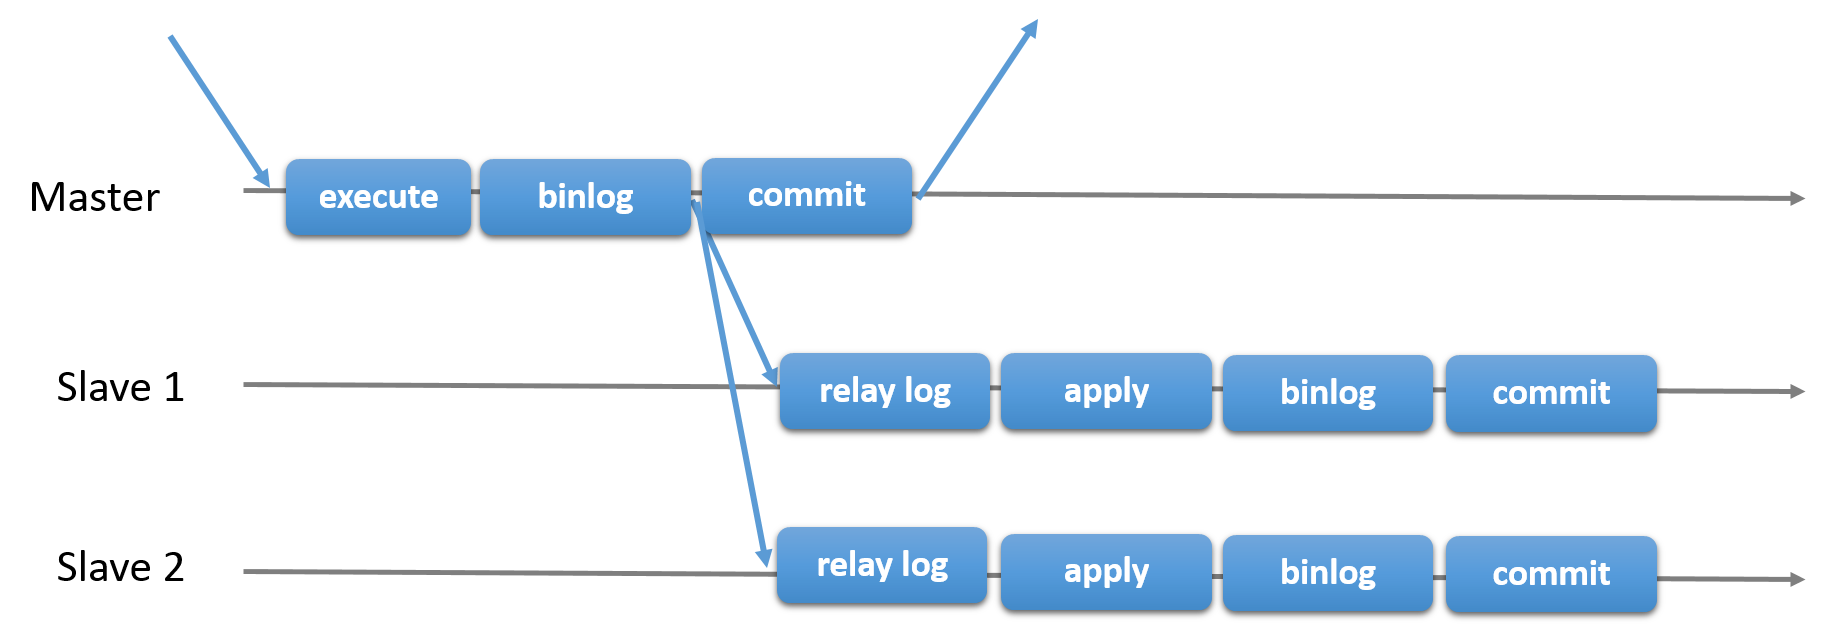 Master execute binlog commit
Slave 1 relay log apply binlog commit
Slave 2 relay log apply binlog commit